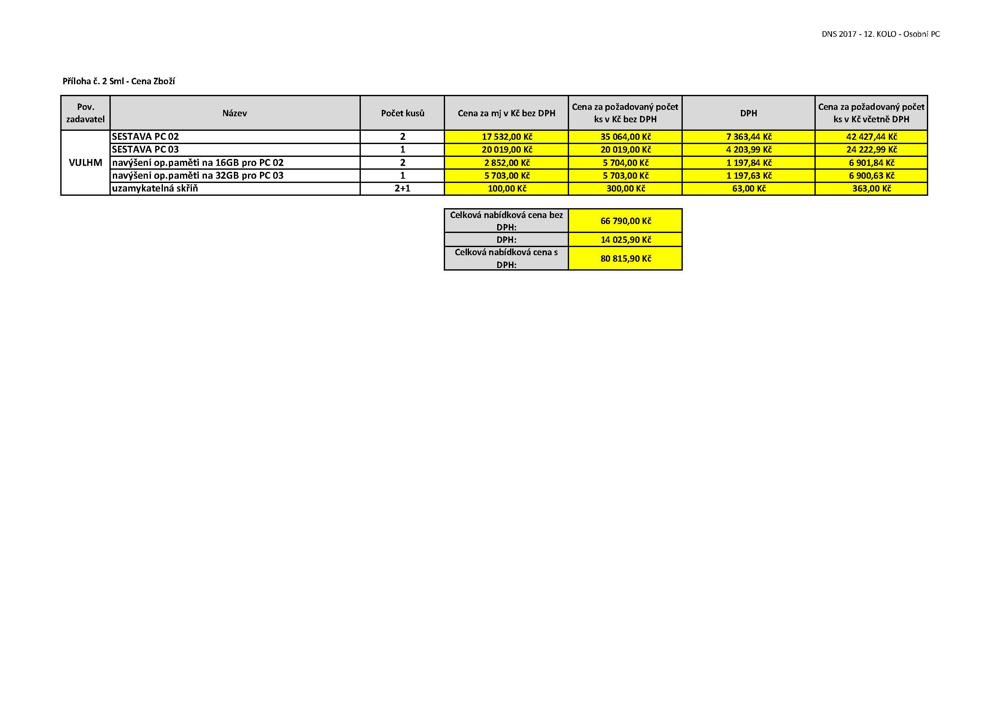 DNS 2017 - 12. KOLO - Osobní PC
Příloha č. 2 Sml - Cena Zboží
Pov. zadavatel Název Počet kusů Cena za mj v Kč bez DPH Cena za požadovaný počet ks v Kč bez DPH DPH Cena za požadovaný počet ks v Kč včetně DPH
SESTAVA PC 02 2 17 532,00 Kč 35 064,00 Kč 7 363,44 Kč 42 427,44 Kč
SESTAVA PC 03 1 20 019,00 Kč 20 019,00 Kč 4 203,99 Kč 24 222,99 Kč
VULHM navýšení op.paměti na 16GB pro PC 02 2 2 852,00 Kč 5 704,00 Kč 1 197,84 Kč 6 901,84 Kč
navýšení op.paměti na 32GB pro PC 03 1 5 703,00 Kč 5 703,00 Kč 1 197,63 Kč 6 900,63 Kč
uzamykatelná skříň 2+1 100,00 Kč 300,00 Kč 63,00 Kč 363,00 Kč
Celková nabídková cena bez DPH: 66 790,00 Kč
DPH: 14 025,90 Kč
Celková nabídková cena s DPH: 80 815,90 Kč